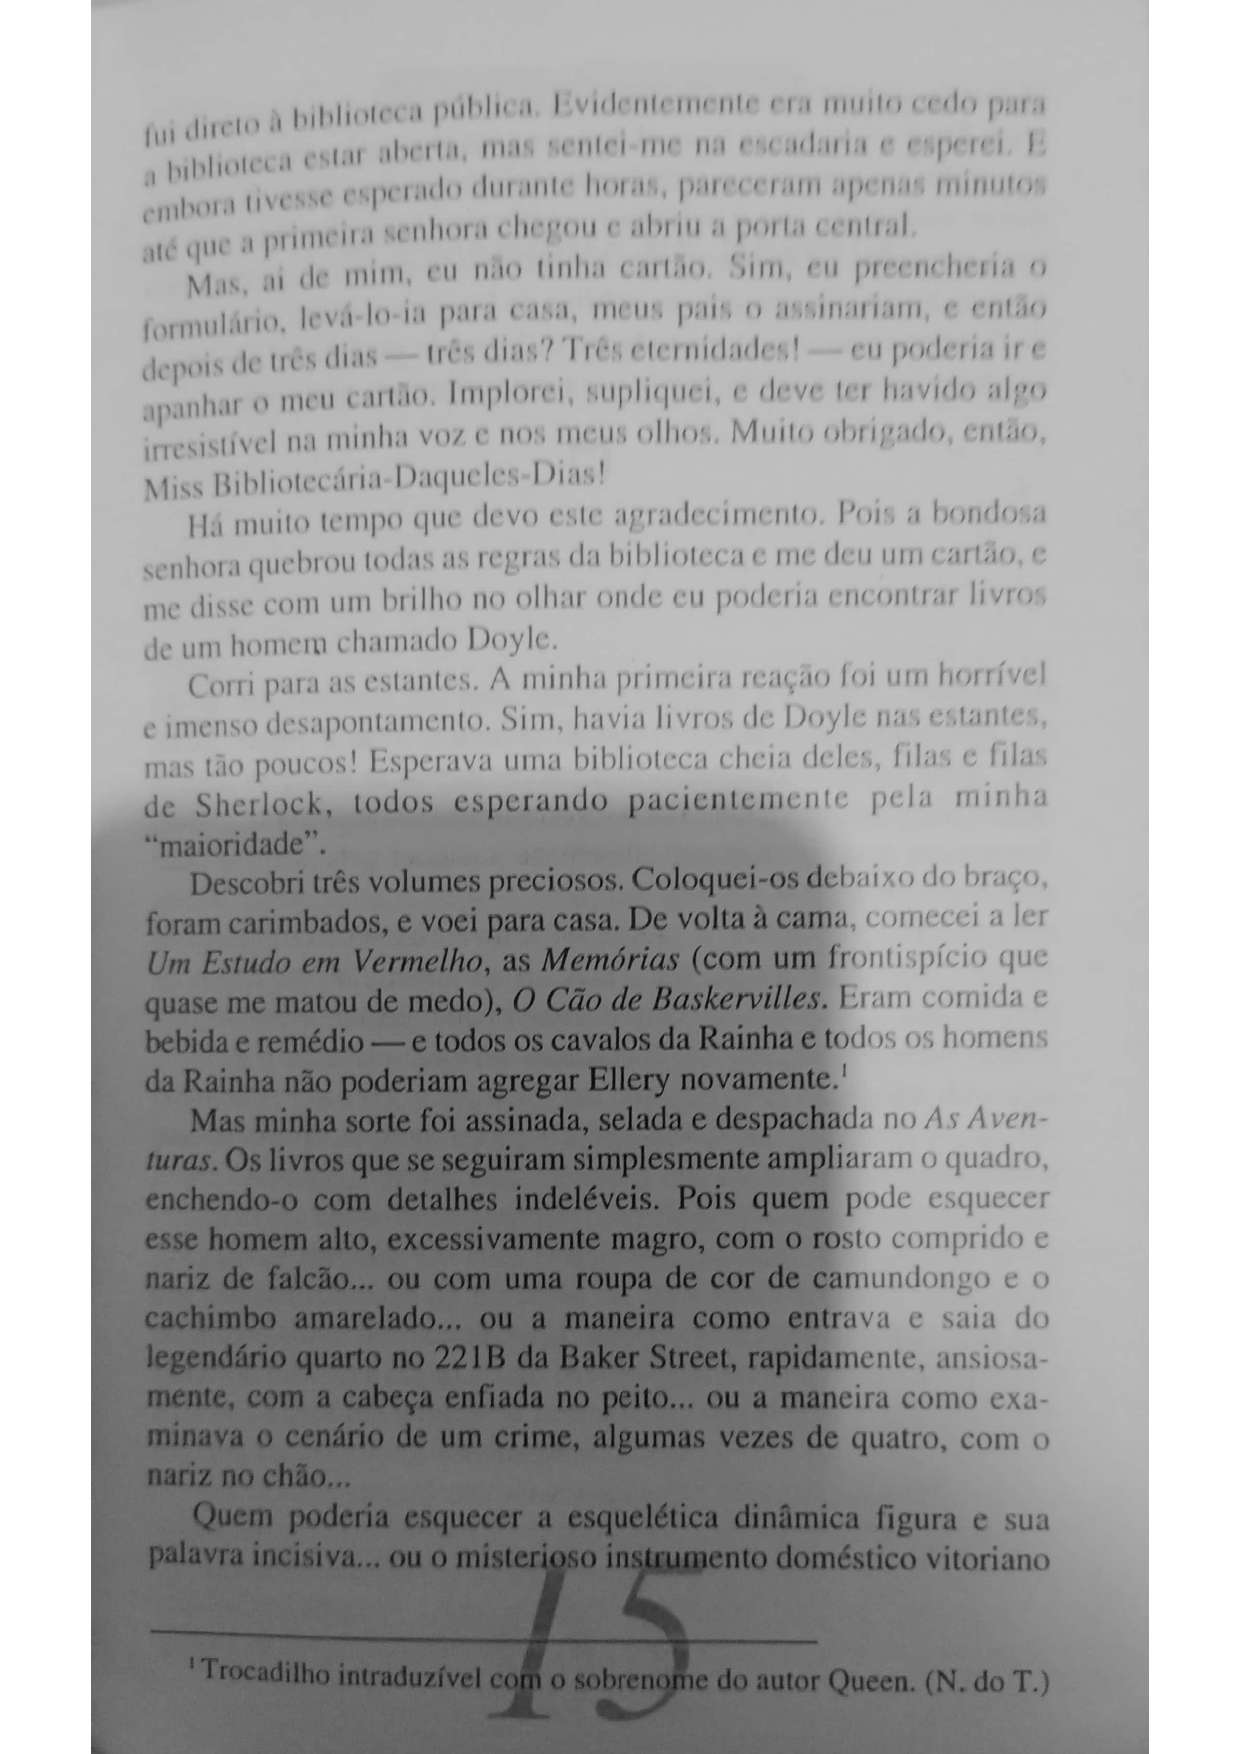 fui direto à biblioteca pública. Evidentemente era muito cedo para
a biblioteca estar aberta, mas sentei-me na escadaria e esperei. E
embora tivesse esperado durante horas, pareceram apenas minutos
até que a primeira senhora chegou e abriu a porta central.
Mas, ai de mim, eu não tinha cartão. Sim, eu preencheria o
formulário, levá-lo-ia para casa, meus pais o assinariam, e então
depois de três dias — três dias? Três eternidades! — eu poderia ir e
apanhar o meu cartão. Implorei, supliquei, e deve ter havido algo
irresistível na minha voz e nos meus olhos. Muito obrigado, então,
Miss Bibliotecária-Daqueles-Dias!
Há muito tempo que devo este agradecimento. Pois a bondosa
senhora quebrou todas as regras da biblioteca e me deu um cartão, e
me disse com um brilho no olhar onde eu poderia encontrar livros
de um homem chamado Doyle.
Corri para as estantes. A minha primeira reação foi um horrível
e imenso desapontamento. Sim, havia livros de Doyle nas estantes,
mas tão poucos! Esperava uma biblioteca cheia deles, filas e filas
de Sherlock, todos esperando pacientemente pela minha
“maioridade”.
Descobri três volumes preciosos. Coloquei-os debaixo do braço,
foram carimbados, e voei para casa. De volta à cama, comecei a ler
Um Estudo em Vermelho, as Memórias (com um frontispício que
quase me matou de medo), O Cão de Baskervilles. Eram comida e
bebida e remédio — e todos os cavalos da Rainha e todos os homens
da Rainha não poderiam agregar Ellery novamente.¹
Mas minha sorte foi assinada, selada e despachada no As Aven-
turas. Os livros que se seguiram simplesmente ampliaram o quadro,
enchendo-o com detalhes indeléveis. Pois quem pode esquecer
esse homem alto, excessivamente magro, com o rosto comprido e
nariz de falcão... ou com uma roupa de cor de camundongo e o
cachimbo amarelado... ou a maneira como entrava e saia do
legendário quarto no 221B da Baker Street, rapidamente, ansiosa-
mente, com a cabeça enfiada no peito... ou a maneira como exa-
minava o cenário de um crime, algumas vezes de quatro, com o
nariz no chão...
Quem poderia esquecer a esquelética dinâmica figura e sua
palavra incisiva... ou o misterioso instrumento doméstico vitoriano
15
¹ Trocadilho intraduzível com o sobrenome do autor Queen. (N. do T.)